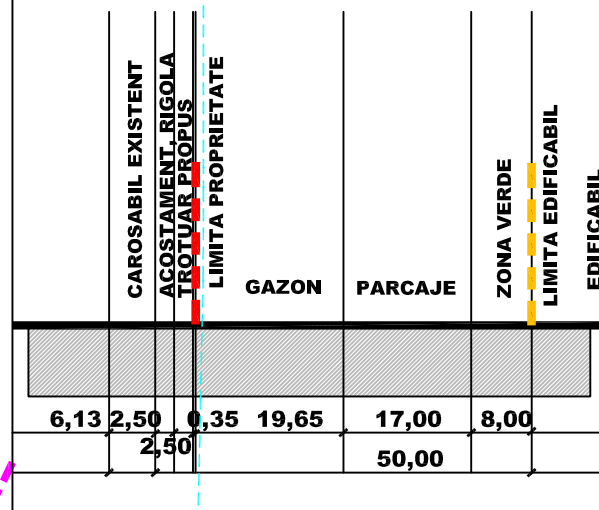 CAROSABIL EXISTENT
ACOSTAMENT, RIGOLA
TROTUAR PROPUS
LIMITA PROPRIETATE
GAZON
PARCAJE
ZONA VERDE
LIMITA EDIFICABIL
EDIFICABIL
6,13
2,50
0,35
19,65
17,00
8,00
2,50
50,00